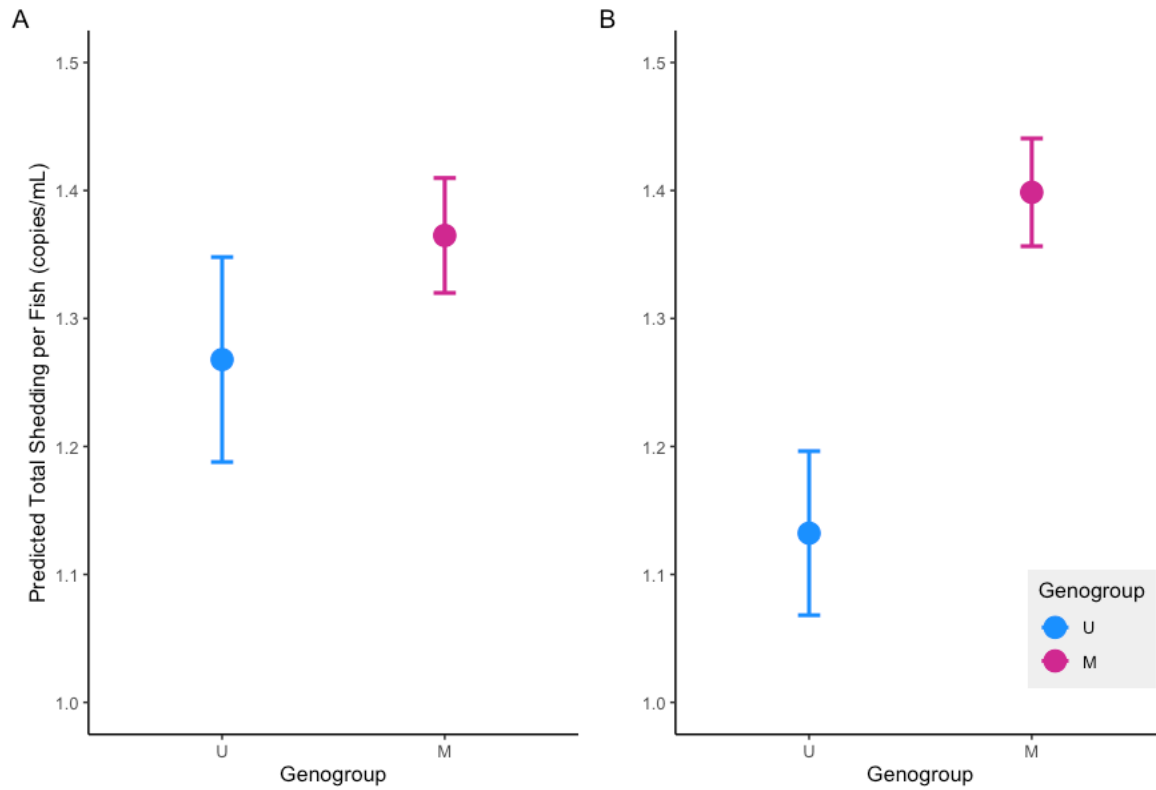 A
B
Predicted Total Shedding per Fish (copies/mL)
1.5
1.4
1.3
1.2
1.1
1.0
U
M
Genogroup
1.5
1.4
1.3
1.2
1.1
1.0
U
M
Genogroup
Genogroup
U
M